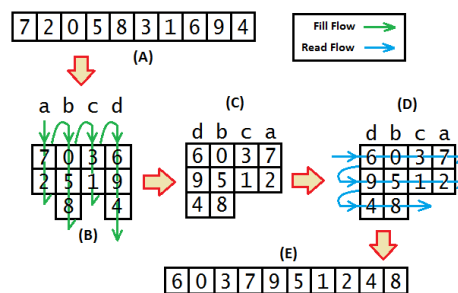 7 2 0 5 8 3 1 6 9 4
(A)
Fill Flow
Read Flow
a b c d
7 0 3 6
2 5 1 9
8 4
(B)
(C)
d b c a
6 0 3 7
9 5 1 2
4 8
(D)
d b c a
6 0 3 7
9 5 1 2
4 8
(E)
6 0 3 7 9 5 1 2 4 8